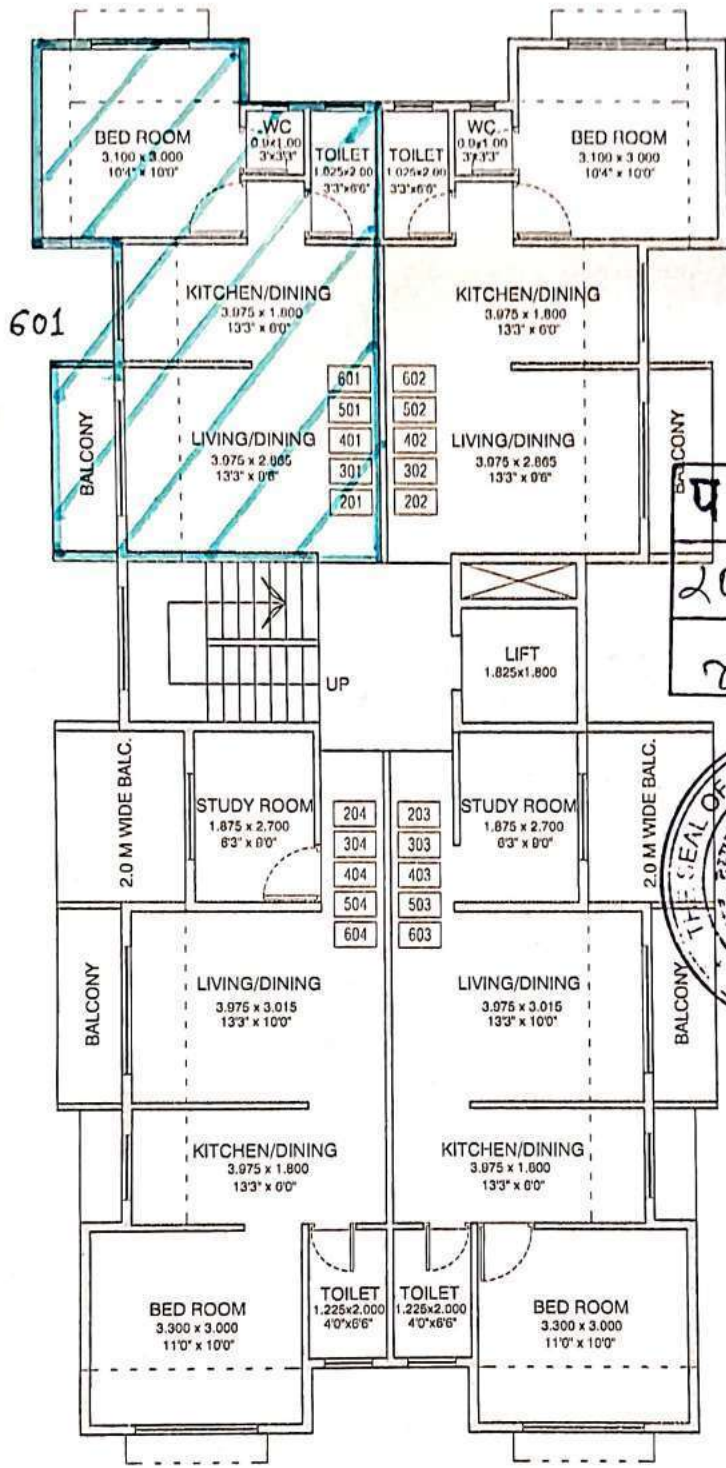 BED ROOM
3.100 x 3.000
10'4" x 10'0"
WC
0.9x1.00
3'x3'3"
TOILET
1.025x2.00
3'3"x6'6"
TOILET
1.025x2.00
3'3"x6'6"
WC
0.9x1.00
3'x3'3"
BED ROOM
3.100 x 3.000
10'4" x 10'0"
601
KITCHEN/DINING
3.975 x 1.800
13'3" x 6'0"
KITCHEN/DINING
3.975 x 1.800
13'3" x 6'0"
BALCONY
LIVING/DINING
3.975 x 2.865
13'3" x 9'6"
601
501
401
301
201
602
502
402
302
202
LIVING/DINING
3.975 x 2.865
13'3" x 9'6"
BALCONY
UP
LIFT
1.825x1.800
2.0 M WIDE BALC.
STUDY ROOM
1.875 x 2.700
6'3" x 9'0"
204
304
404
504
604
203
303
403
503
603
STUDY ROOM
1.875 x 2.700
6'3" x 9'0"
2.0 M WIDE BALC.
THE SEAL OF
BALCONY
LIVING/DINING
3.975 x 3.015
13'3" x 10'0"
LIVING/DINING
3.975 x 3.015
13'3" x 10'0"
BALCONY
KITCHEN/DINING
3.975 x 1.800
13'3" x 6'0"
KITCHEN/DINING
3.975 x 1.800
13'3" x 6'0"
BED ROOM
3.300 x 3.000
11'0" x 10'0"
TOILET
1.225x2.000
4'0"x6'6"
TOILET
1.225x2.000
4'0"x6'6"
BED ROOM
3.300 x 3.000
11'0" x 10'0"